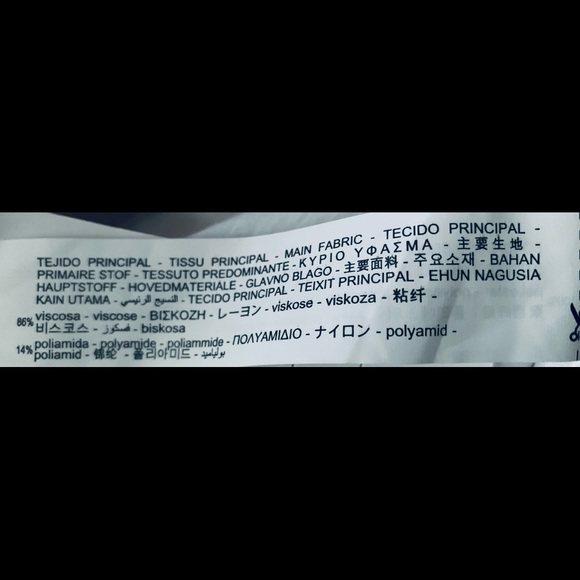 TEJIDO PRINCIPAL - TISSU PRINCIPAL - MAIN FABRIC - TECIDO PRINCIPAL -
PRIMAIRE STOF - TESSUTO PREDOMINANTE - ΚΥΡΙΟ ΥΦΑΣΜΑ - 主要生地 -
HAUPTSTOFF - HOVEDMATERIALE - GLAVNO BLAGO - 主要面料 - 주요소재 - BAHAN
KAIN UTAMA - النسيج الرئيسي - TECIDO PRINCIPAL - TEIXIT PRINCIPAL - EHUN NAGUSIA
86% viscosa - viscose - ΒΙΣΚΟΖΗ - レーヨン - viskose - viskoza - 粘纤 -
비스코스 - فسكوز - biskosa
14% poliamida - polyamide - poliammide - ΠΟΛΥΑΜΙΔΙΟ - ナイロン - polyamid -
poliamid - 锦纶 - 폴리아미드 - بولياميد